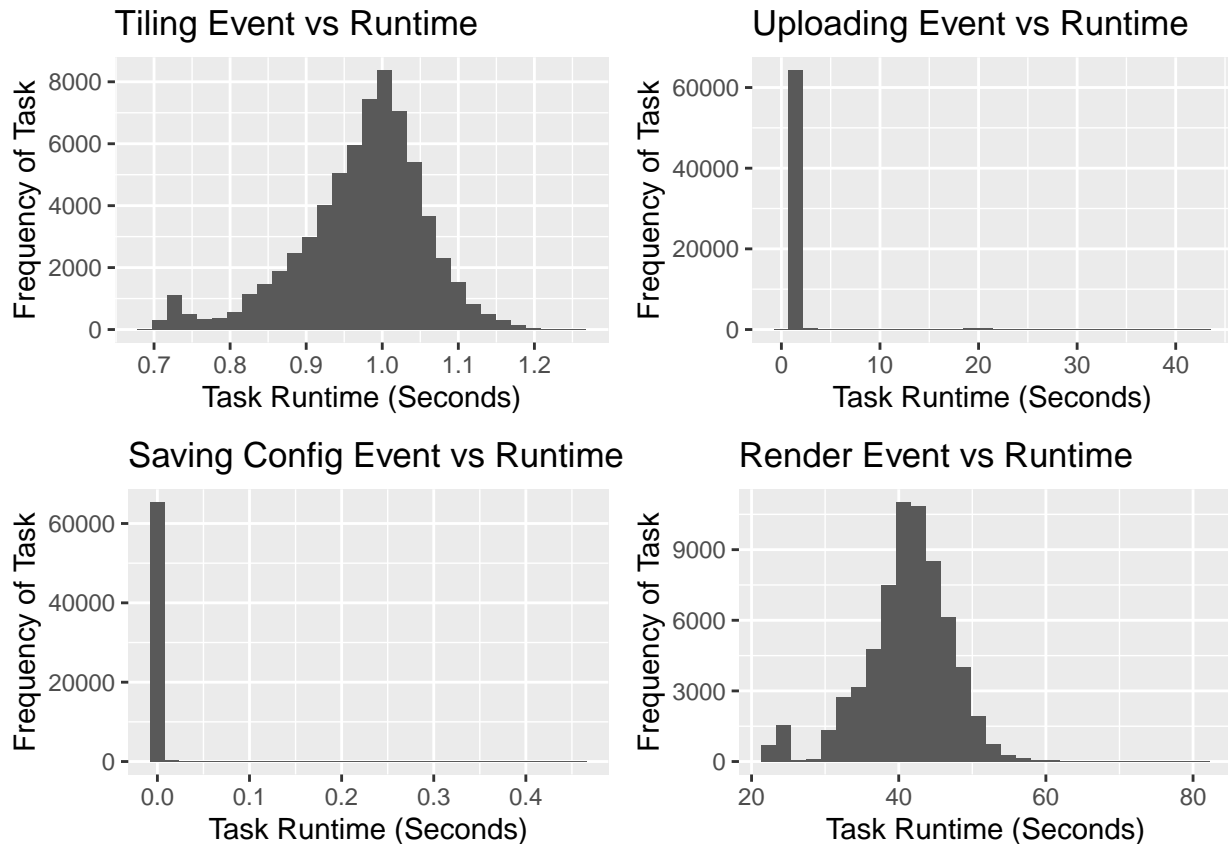 Tiling Event vs Runtime
Frequency of Task
8000
6000
4000
2000
0
0.7 0.8 0.9 1.0 1.1 1.2
Task Runtime (Seconds)
Uploading Event vs Runtime
Frequency of Task
60000
40000
20000
0
0 10 20 30 40
Task Runtime (Seconds)
Saving Config Event vs Runtime
Frequency of Task
60000
40000
20000
0
0.0 0.1 0.2 0.3 0.4
Task Runtime (Seconds)
Render Event vs Runtime
Frequency of Task
9000
6000
3000
0
20 40 60 80
Task Runtime (Seconds)